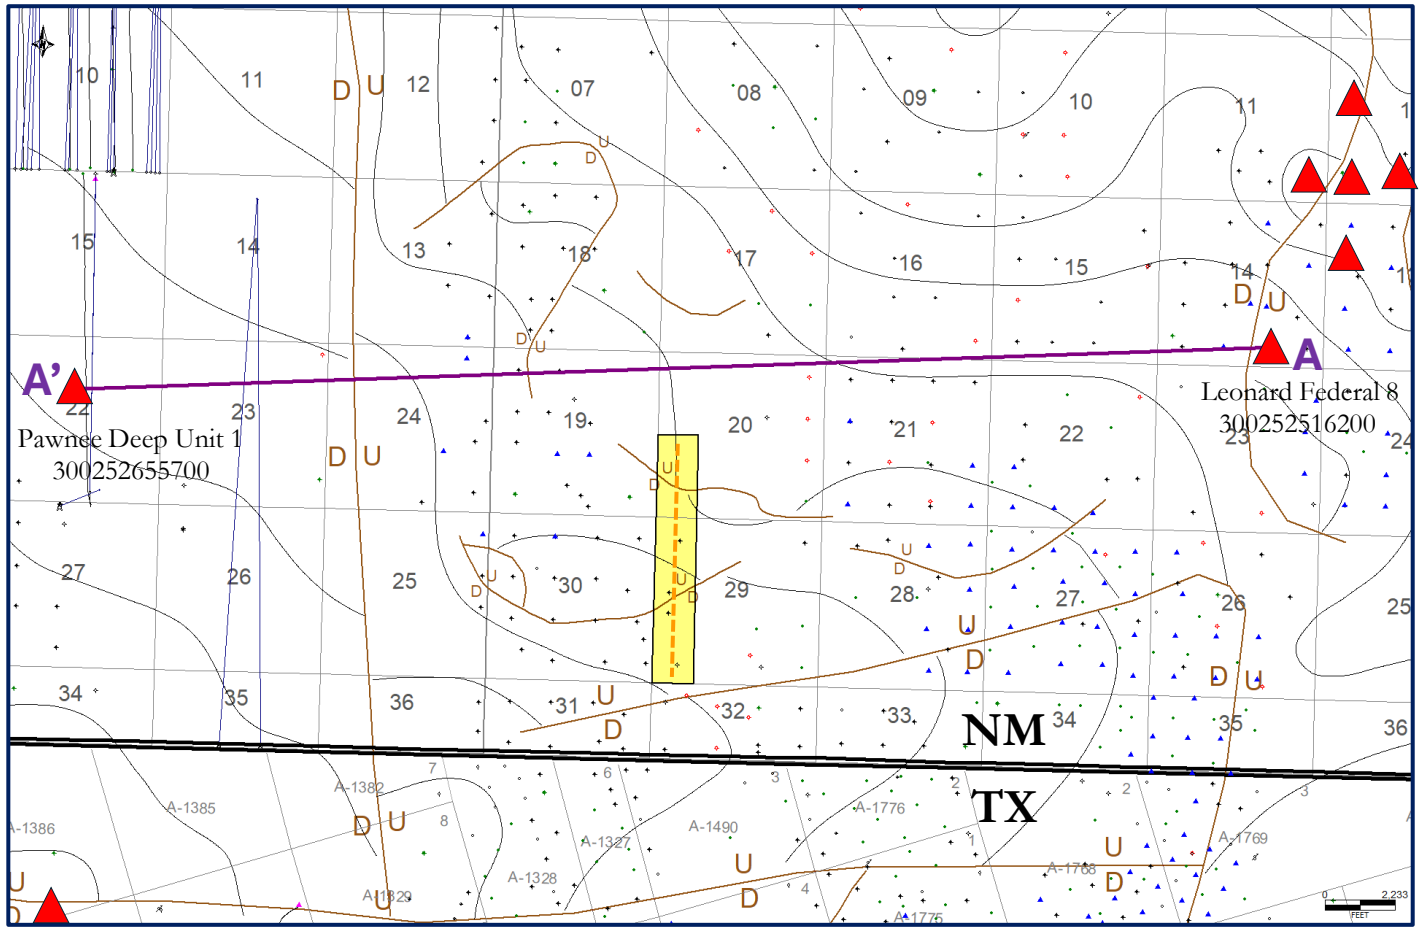 10
11
D U
12
07
08
09
10
11
1
U
D
15
14
13
18
17
16
15
14
1
D U
D
U
A'
A
22
23
24
19
20
21
22
23
24
Leonard Federal 8
300252516200
Pawnee Deep Unit 1
300252655700
D U
U
D
27
26
25
30
29
28
27
26
25
U
D
U
D
U
D
U
D
34
35
36
31
32
33
34
35
36
U
D
D U
NM
TX
7
6
3
2
2
3
A-1382
A-1385
A-1386
8
D U
A-1327
A-1490
A-1776
1
A-1768
A-1769
U
D
U
D
4
A-1328
A-1329
U
A-1775
U
D
0 2,233
FEET